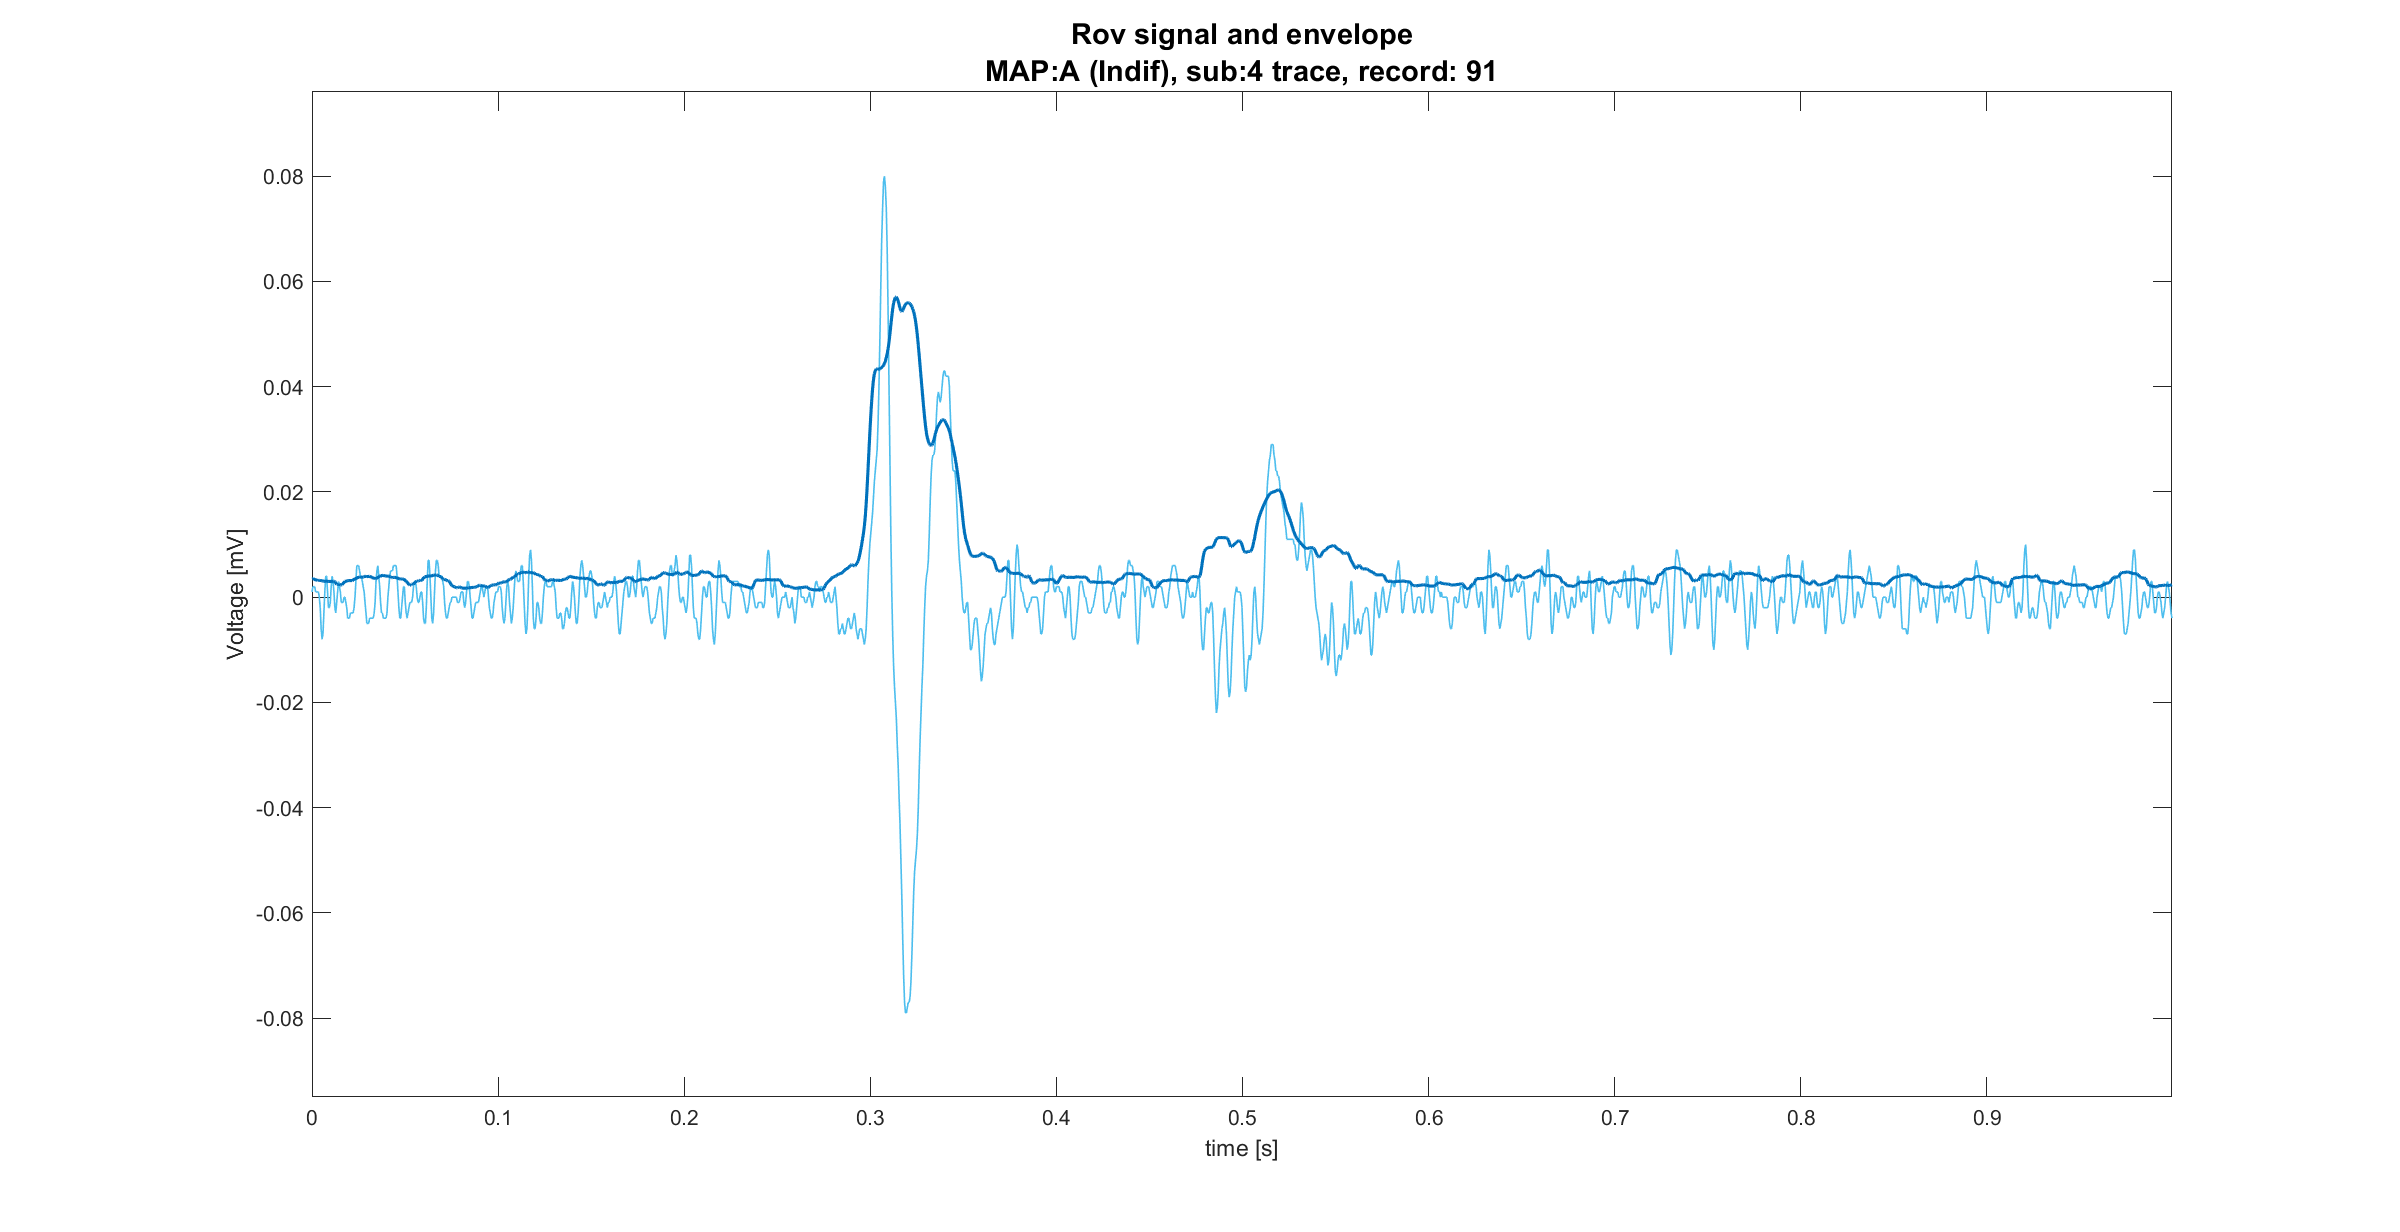 Rov signal and envelope
MAP:A (Indif), sub:4 trace, record: 91
0.08
0.06
0.04
0.02
0
-0.02
-0.04
-0.06
-0.08
Voltage [mV]
0 0.1 0.2 0.3 0.4 0.5 0.6 0.7 0.8 0.9
time [s]